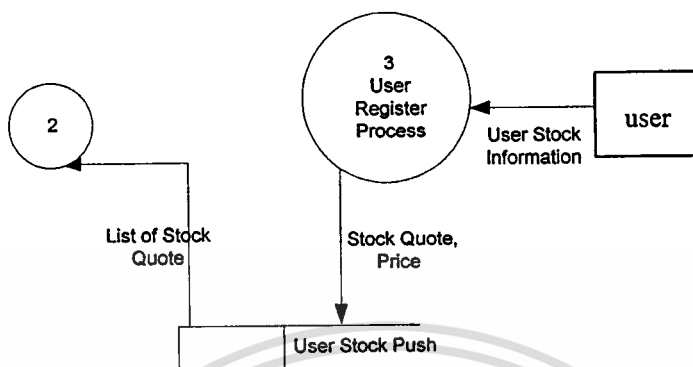 3
User
Register
Process
2
user
User Stock
Information
List of Stock
Quote
Stock Quote,
Price
User Stock Push